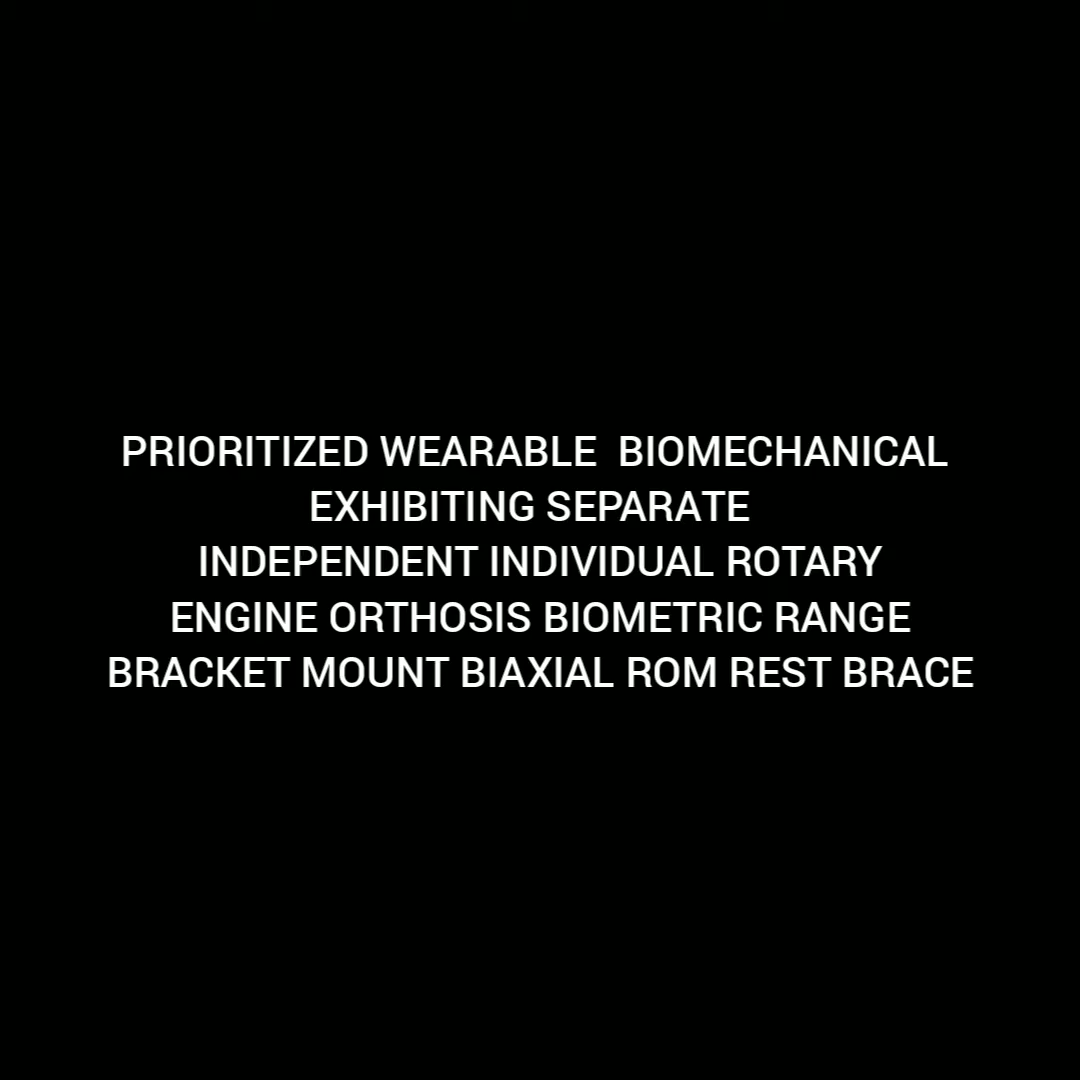 PRIORITIZED WEARABLE  BIOMECHANICAL
EXHIBITING SEPARATE
INDEPENDENT INDIVIDUAL ROTARY
ENGINE ORTHOSIS BIOMETRIC RANGE
BRACKET MOUNT BIAXIAL ROM REST BRACE